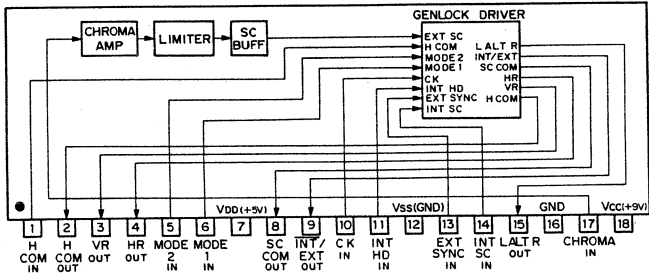 GENLOCK DRIVER
CHROMA
AMP
LIMITER
SC
BUFF
EXT SC
H COM
MODE2
MODE 1
CK
INT HD
EXT SYNC
INT SC
LALT R
INT/EXT
SC COM
HR
VR
H COM
VDD(+5V)
VSS(GND)
GND
VCC(+9V)
1 2 3 4 5 6 7 8 9 10 11 12 13 14 15 16 17 18
H
COM
IN
H
COM
OUT
VR
OUT
HR
OUT
MODE
2
IN
MODE
1
IN
SC
COM
OUT
INT/
EXT
OUT
CK
IN
INT
HD
IN
EXT
SYNC
IN
INT
SC
IN
LALT R
OUT
CHROMA
IN